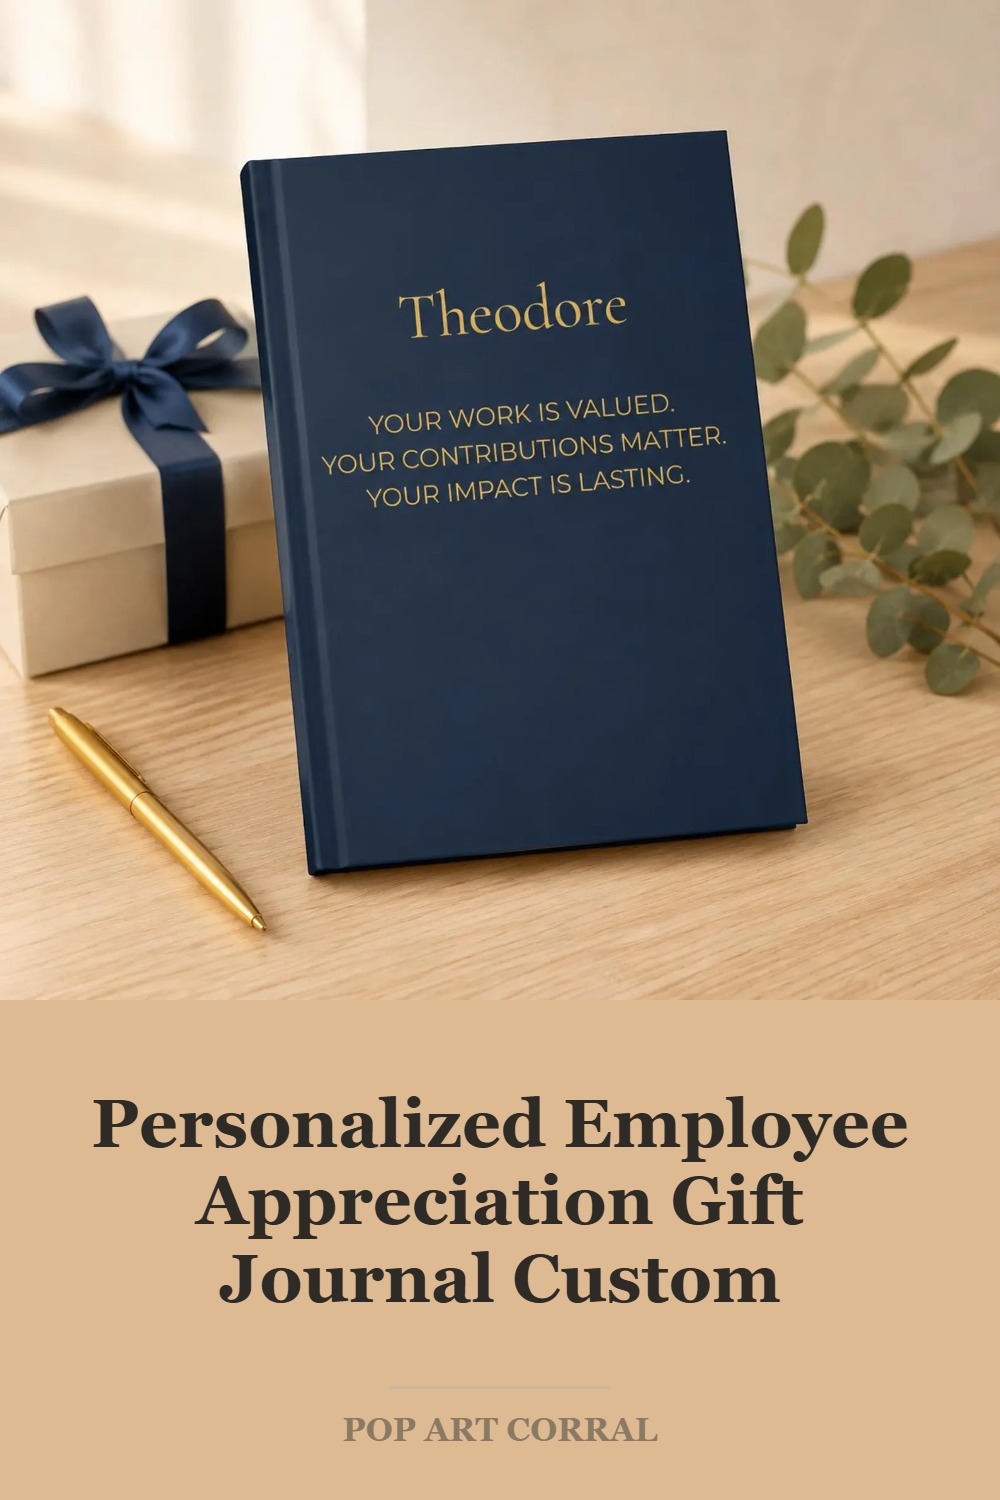 Theodore
YOUR WORK IS VALUED.
YOUR CONTRIBUTIONS MATTER.
YOUR IMPACT IS LASTING.
Personalized Employee
Appreciation Gift
Journal Custom
POP ART CORRAL